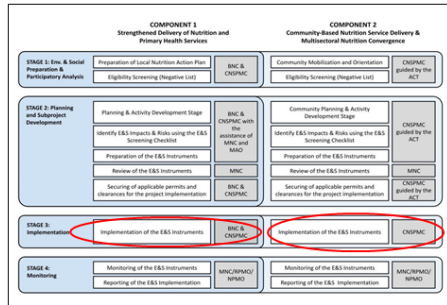 COMPONENT 1
Strengthened Delivery of Nutrition and
Primary Health Services
COMPONENT 2
Community-Based Nutrition Service Delivery &
Multisectoral Nutrition Convergence
STAGE 1: Env. & Social
Preparation &
Participatory Analysis
Preparation of Local Nutrition Action Plan
Eligibility Screening (Negative List)
BNC &
CNSPMC
Community Mobilization and Orientation
Eligibility Screening (Negative List)
CNSPMC
guided by the
ACT
STAGE 2: Planning
and Subproject
Development
Planning & Activity Development Stage
Identify E&S Impacts & Risks using the E&S
Screening Checklist
Preparation of the E&S Instruments
BNC &
CNSPMC with
the
assistance of
MNC and
MAO
Review of the E&S Instruments
MNC
Securing of applicable permits and
clearances for the project implementation
BNC &
CNSPMC
Community Planning & Activity
Development Stage
Identify E&S Impacts & Risks using the E&S
Screening Checklist
Preparation of the E&S Instruments
CNSPMC
guided by the
ACT
Review of the E&S Instruments
MNC
Securing of applicable permits and
clearances for the project implementation
CNSPMC
guided by the
ACT
STAGE 3:
Implementation
Implementation of the E&S Instruments
BNC &
CNSPMC
Implementation of the E&S Instruments
CNSPMC
STAGE 4:
Monitoring
Monitoring of the E&S Instruments
Reporting of the E&S Implementation
MNC/RPMO/
NPMO
Monitoring of the E&S Instruments
Reporting of the E&S Implementation
MNC/RPMO/
NPMO